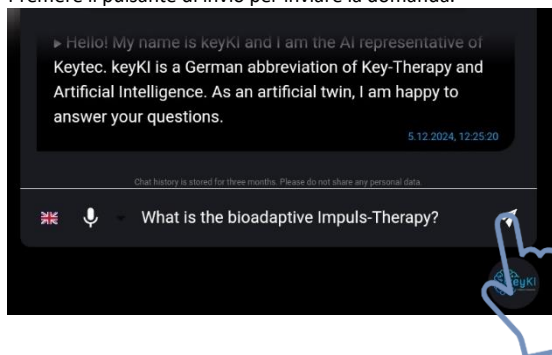 Premere il pulsante di invio per inviare la domanda.
▸ Hello! My name is keyKI and I am the AI representative of
Keytec. keyKI is a German abbreviation of Key-Therapy and
Artificial Intelligence. As an artificial twin, I am happy to
answer your questions.
5.12.2024, 12:25:20
Chat history is stored for three months. Please do not share any personal data.
What is the bioadaptive Impuls-Therapy?
keyKI